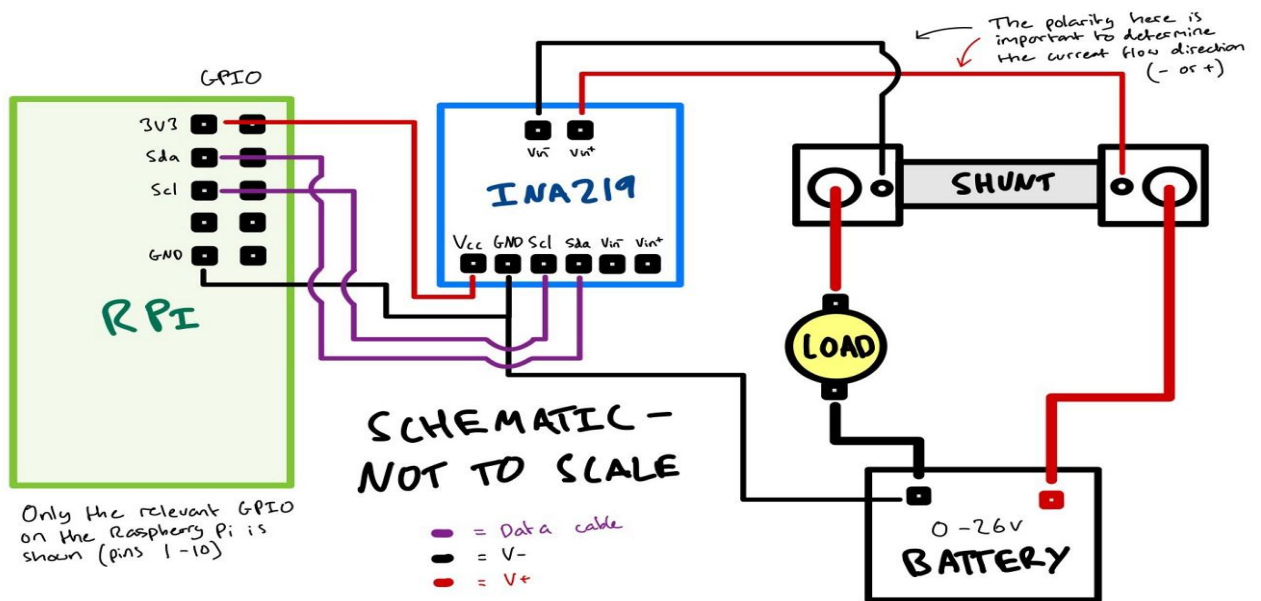 The polarity here is
important to determine
the current flow direction
(- or +)
GPIO
3V3
Sda
Scl
GND
RPI
Only the relevant GPIO
on the Raspberry Pi is
shown (pins 1-10)
Vin- Vin+
INA219
Vcc GND Scl Sda Vin- Vin+
SHUNT
LOAD
SCHEMATIC -
NOT TO SCALE
= Data cable
= V-
= V+
0-26V
BATTERY